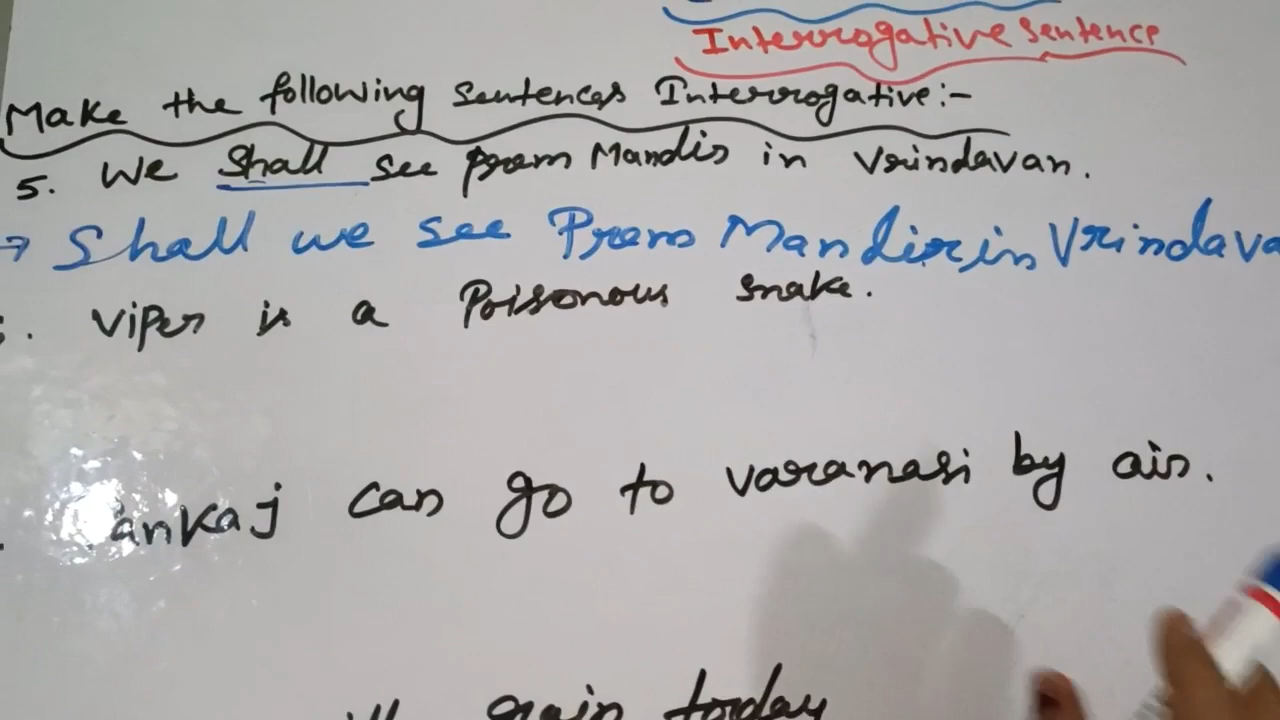 Interrogative Sentence
Make the following Sentences Interrogative:-
5. We Shall see prem Mandir in Vrindavan.
→ Shall we see Prem Mandir in Vrindava
. Viper is a Poisonous snake.
ankaj can go to varanasi by air.
rain today